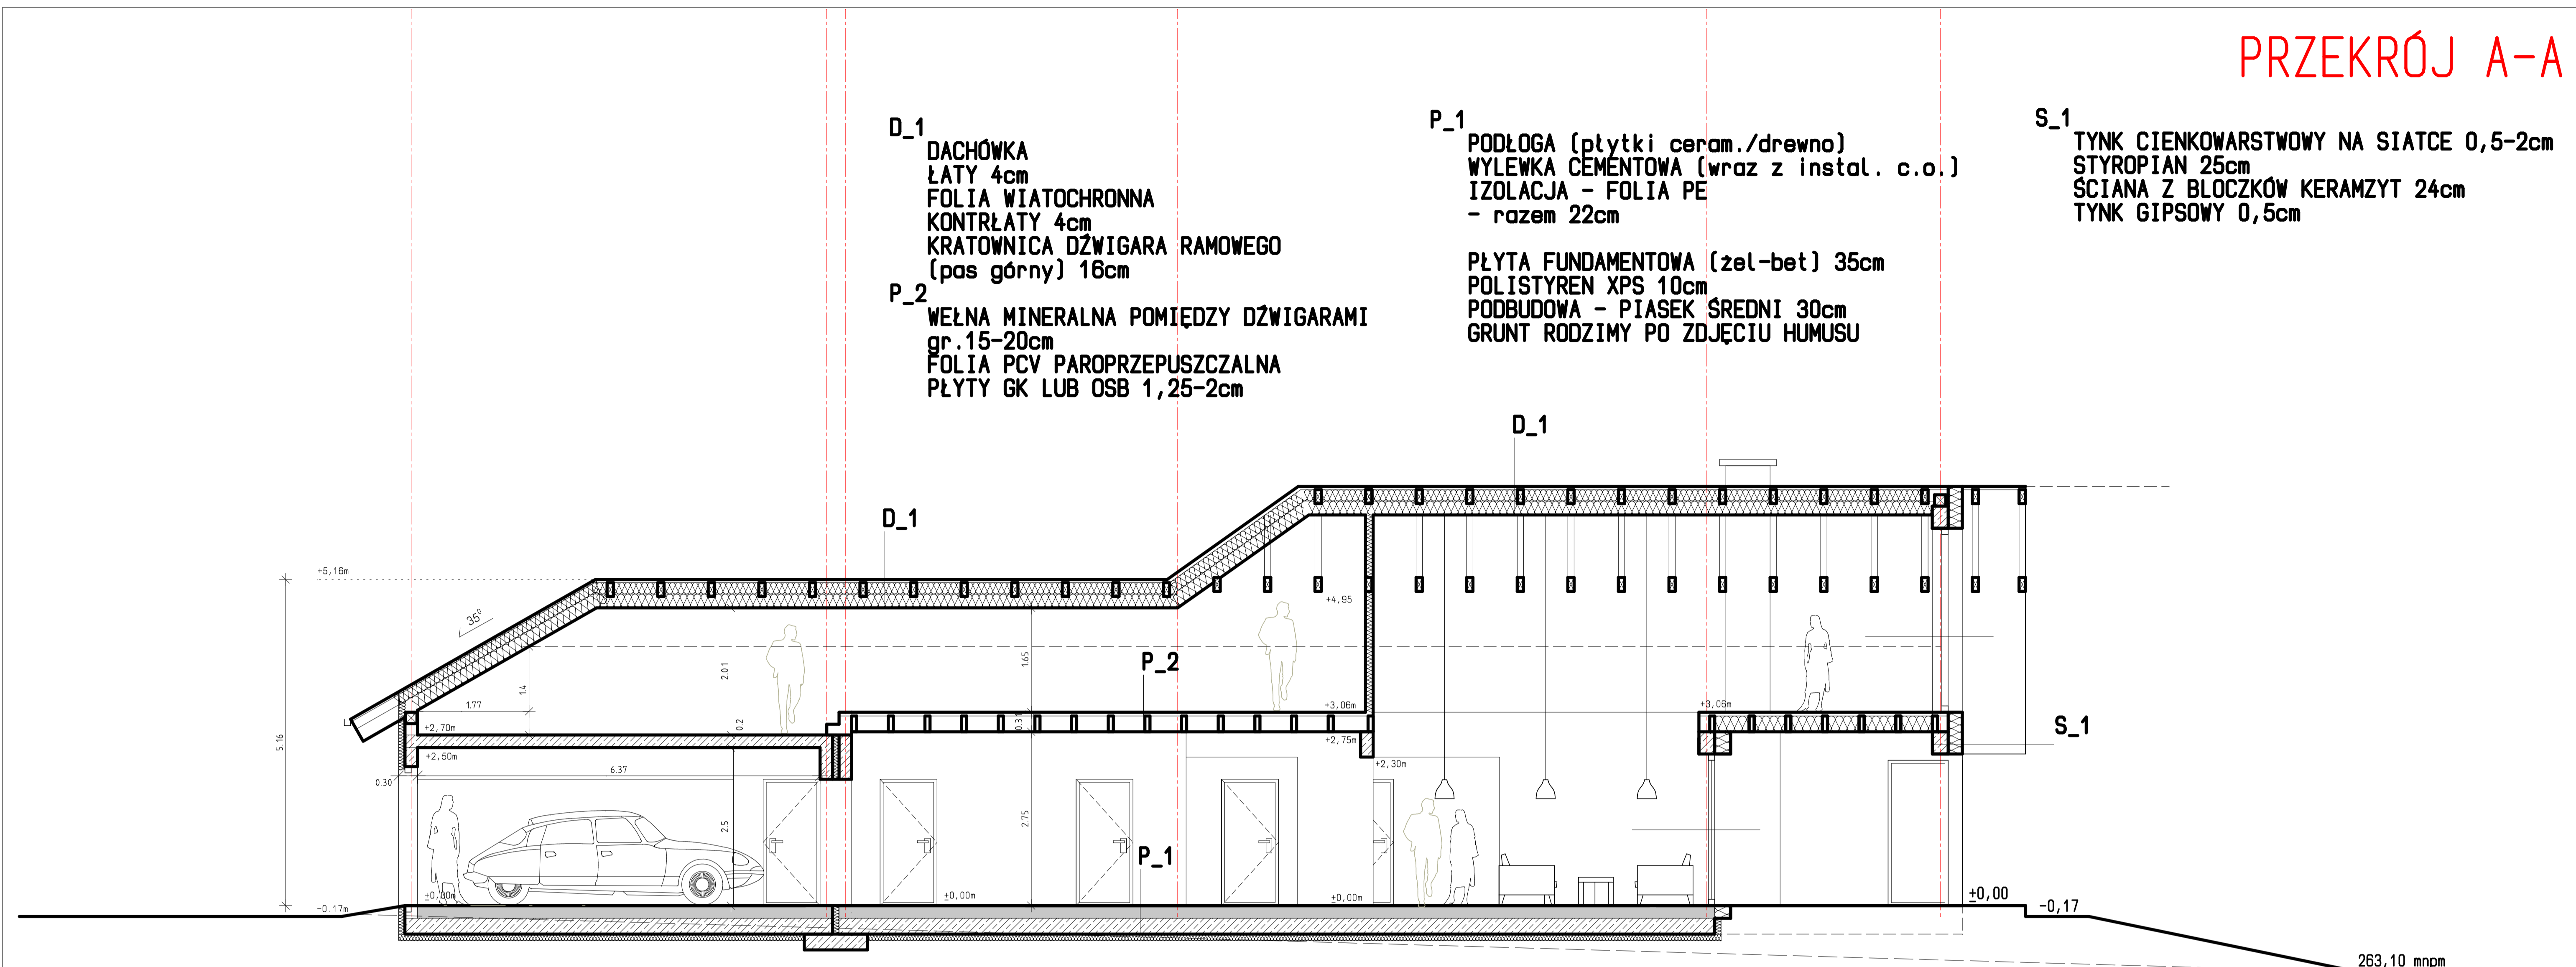 PRZEKRÓJ A-A
D_1
DACHÓWKA
ŁATY 4cm
FOLIA WIATOCHRONNA
KONTRŁATY 4cm
KRATOWNICA DŹWIGARA RAMOWEGO
(pas górny) 16cm
P_2
WEŁNA MINERALNA POMIĘDZY DŹWIGARAMI
gr.15-20cm
FOLIA PCV PAROPRZEPUSZCZALNA
PŁYTY GK LUB OSB 1,25-2cm
P_1
PODŁOGA (płytki ceram./drewno)
WYLEWKA CEMENTOWA (wraz z instal. c.o.)
IZOLACJA - FOLIA PE
- razem 22cm
PŁYTA FUNDAMENTOWA (żel-bet) 35cm
POLISTYREN XPS 10cm
PODBUDOWA - PIASEK ŚREDNI 30cm
GRUNT RODZIMY PO ZDJĘCIU HUMUSU
S_1
TYNK CIENKOWARSTWOWY NA SIATCE 0,5-2cm
STYROPIAN 25cm
ŚCIANA Z BLOCZKÓW KERAMZYT 24cm
TYNK GIPSOWY 0,5cm
D_1
D_1
+5,16m
35⁰
+4,95
P_2
1.65
2.01
1.4
1.77
+3,06m
+3,06m
+2,70m
0.2
0.31
S_1
5.16
+2,50m
+2,75m
+2,30m
0.30
6.37
2.5
2.75
P_1
±0,00m
±0,00m
±0,00m
±0,00
-0.17m
-0,17
263,10 mnpm